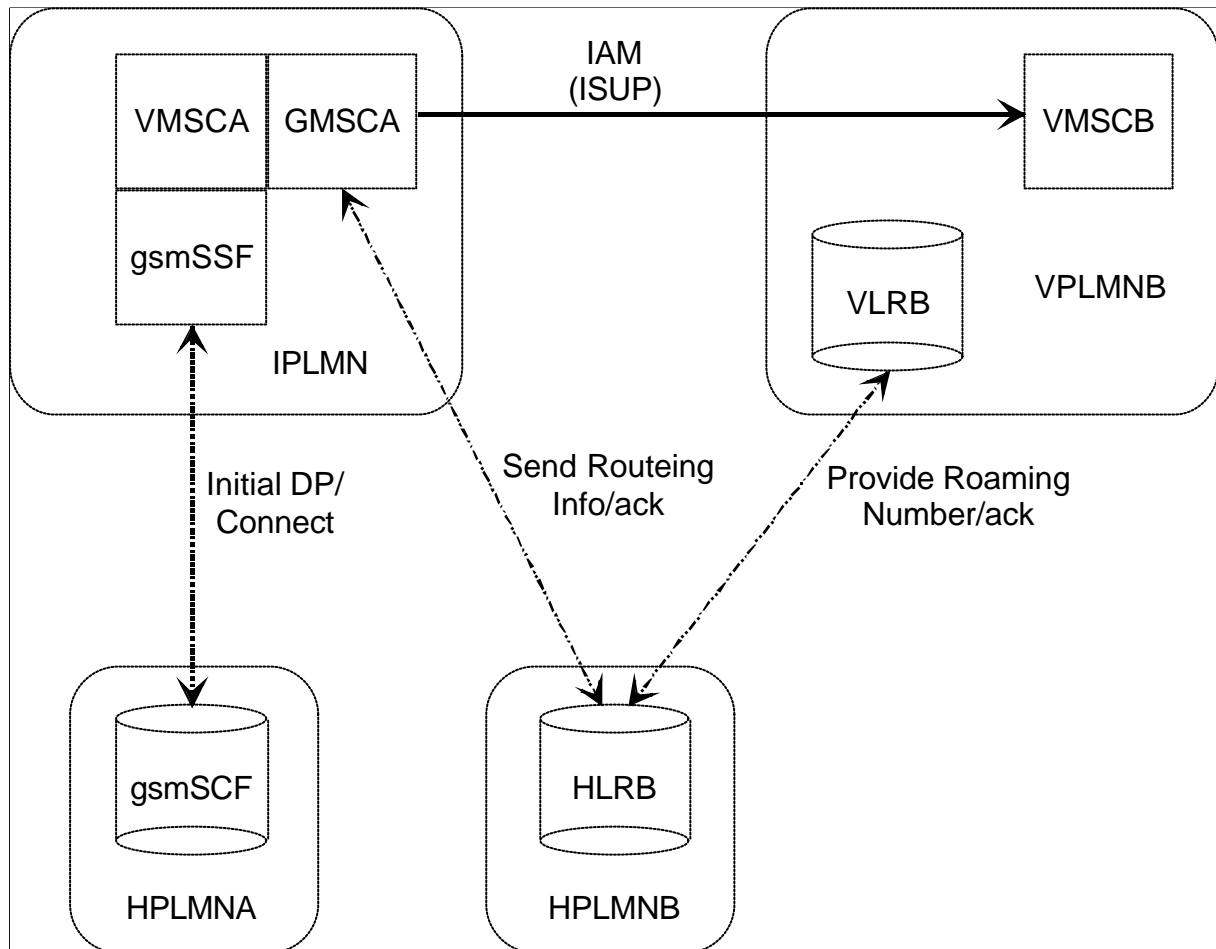 IAM
(ISUP)
VMSCA
GMSCA
VMSCB
gsmSSF
VLRB
VPLMNB
IPLMN
Initial DP/
Connect
Send Routeing
Info/ack
Provide Roaming
Number/ack
gsmSCF
HLRB
HPLMNA
HPLMNB